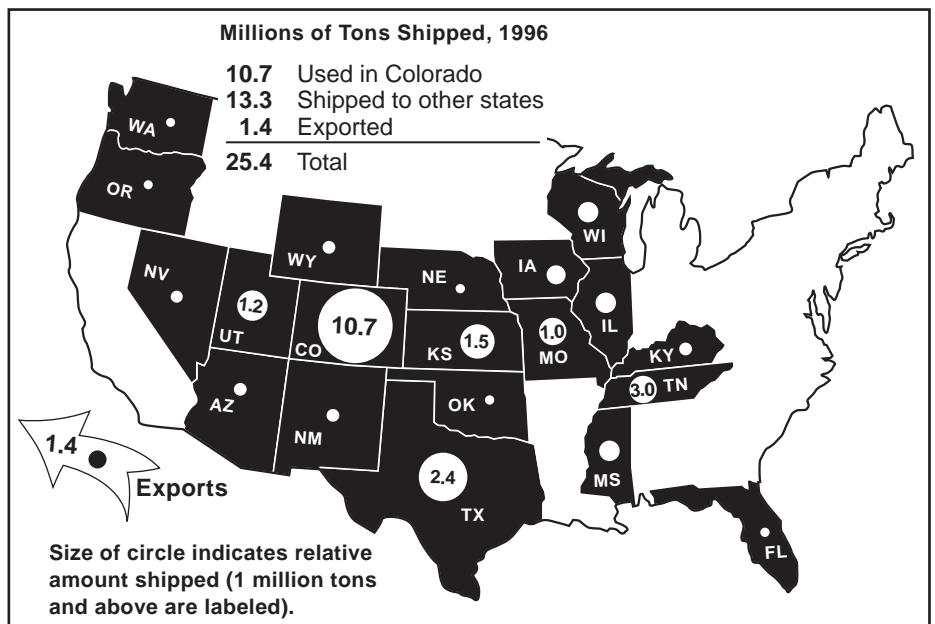 Millions of Tons Shipped, 1996
10.7 Used in Colorado
13.3 Shipped to other states
1.4 Exported
25.4 Total
WA
OR
NV
WY
NE
IA
WI
UT
1.2
CO
10.7
KS
1.5
MO
1.0
IL
KY
TN
3.0
AZ
NM
OK
TX
2.4
MS
FL
1.4
Exports
Size of circle indicates relative
amount shipped (1 million tons
and above are labeled).